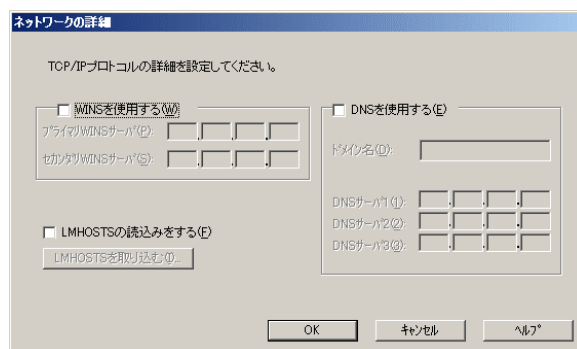 ネットワークの詳細
TCP/IPプロトコルの詳細を設定してください。
WINSを使用する(W)
プライマリWINSサーバ(P):
セカンダリWINSサーバ(S):
LMHOSTSの読込みをする(F)
LMHOSTSを取り込む(I)...
DNSを使用する(E)
ドメイン名(D):
DNSサーバ1(1):
DNSサーバ2(2):
DNSサーバ3(3):
OK
キャンセル
ヘルプ